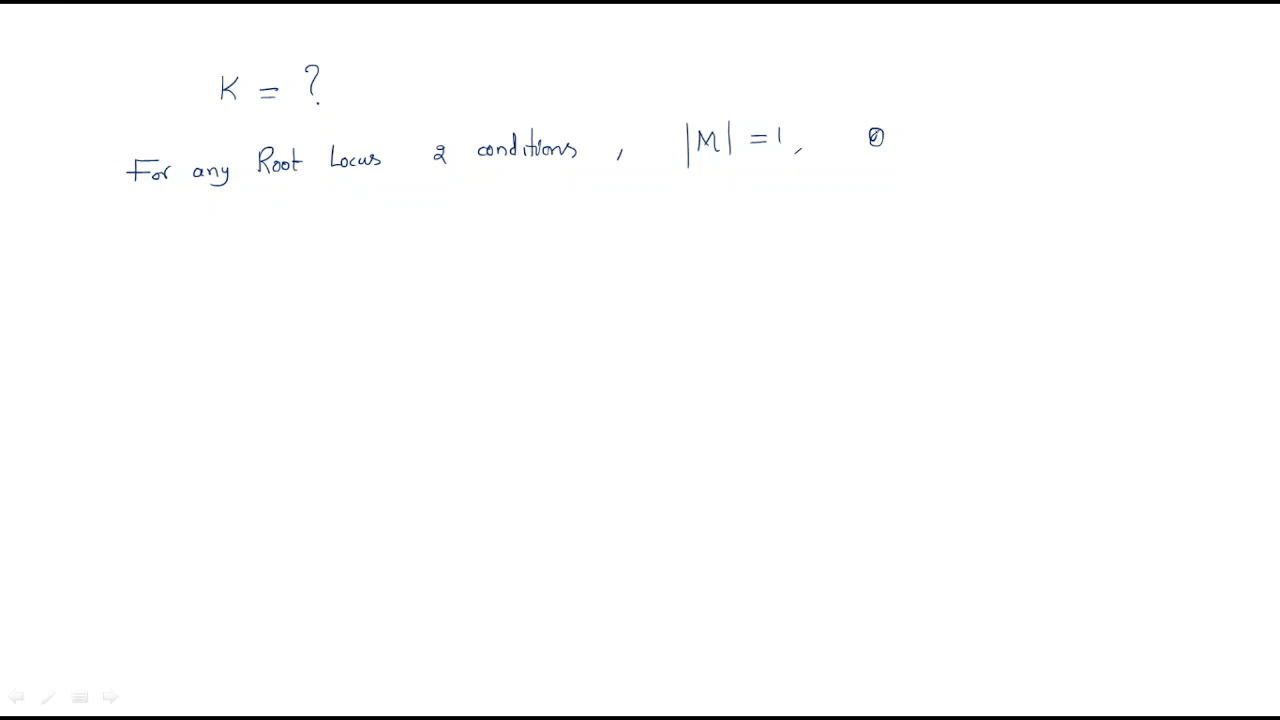 K = ?
For any Root Locus 2 conditions , |M| = 1,